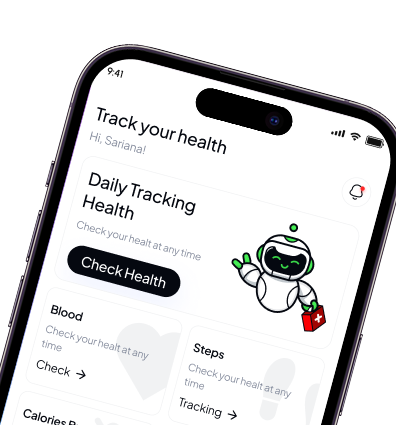 9:41
Track your health
Hi, Sariana!
Daily Tracking
Health
Check your healt at any time
Check Health
Blood
Check your healt at any
time
Check →
Steps
Check your healt at any
time
Tracking →
Calories